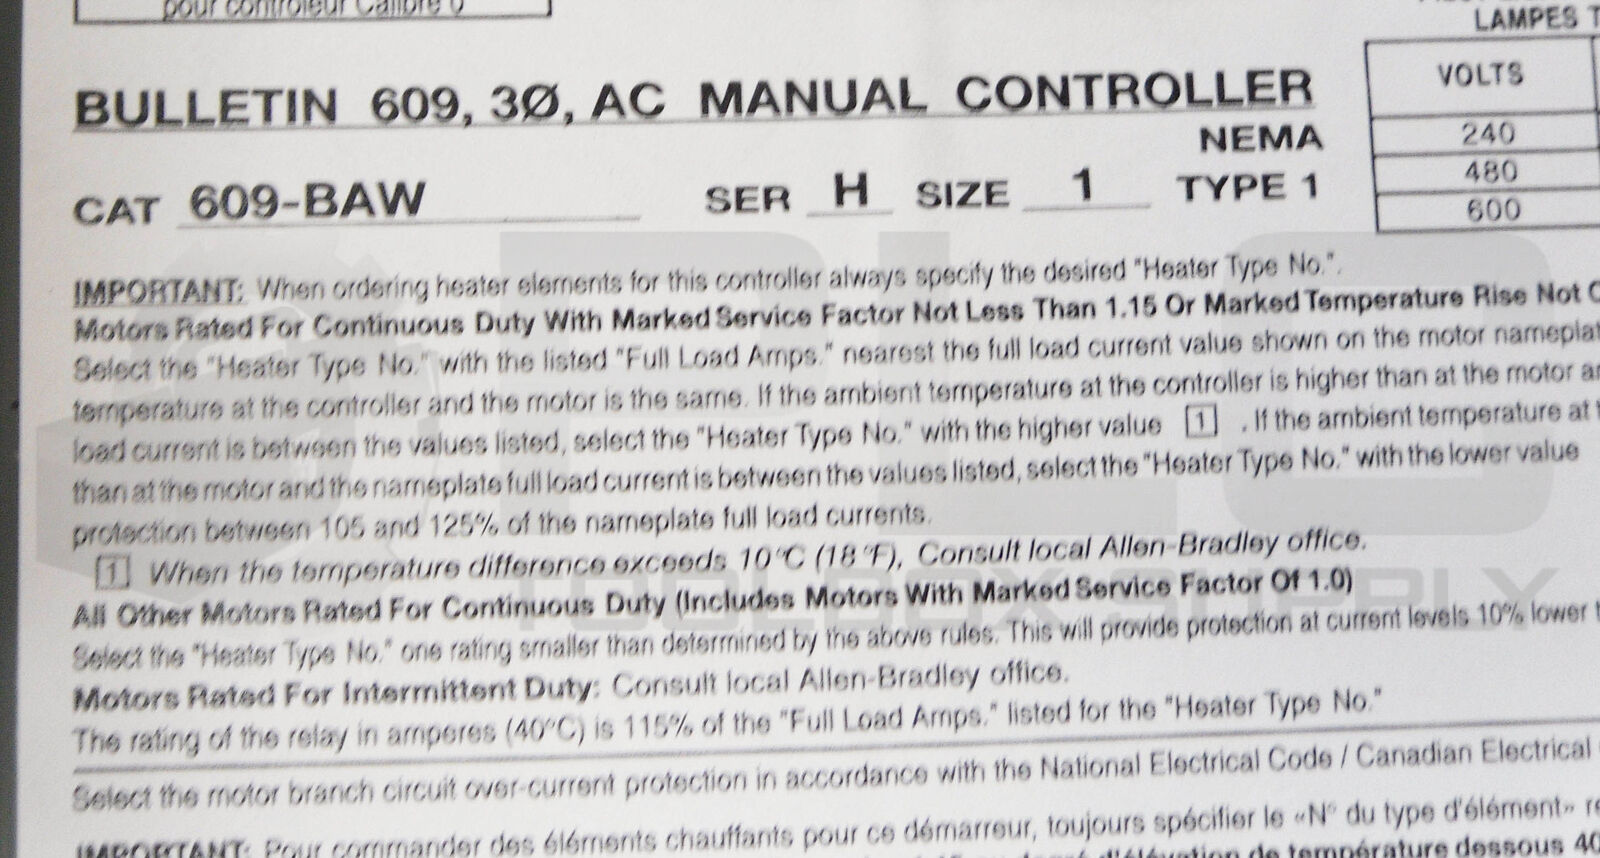 pour contrôleur Calibre 0
LAMPES T
BULLETIN 609, 3Ø, AC MANUAL CONTROLLER
VOLTS
NEMA
240
CAT 609-BAW SER H SIZE 1 TYPE 1
480
600
IMPORTANT: When ordering heater elements for this controller always specify the desired "Heater Type No.".
Motors Rated For Continuous Duty With Marked Service Factor Not Less Than 1.15 Or Marked Temperature Rise Not
Select the "Heater Type No." with the listed "Full Load Amps." nearest the full load current value shown on the motor nameplat
temperature at the controller and the motor is the same. If the ambient temperature at the controller is higher than at the motor
load current is between the values listed, select the "Heater Type No." with the higher value 1 . If the ambient temperature at
than at the motor and the nameplate full load current is between the values listed, select the "Heater Type No." with the lower value
protection between 105 and 125% of the nameplate full load currents.
1 When the temperature difference exceeds 10°C (18°F), Consult local Allen-Bradley office.
All Other Motors Rated For Continuous Duty (Includes Motors With Marked Service Factor Of 1.0)
Select the "Heater Type No." one rating smaller than determined by the above rules. This will provide protection at current levels 10% lower
Motors Rated For Intermittent Duty: Consult local Allen-Bradley office.
The rating of the relay in amperes (40°C) is 115% of the "Full Load Amps." listed for the "Heater Type No."
Select the motor branch circuit over-current protection in accordance with the National Electrical Code / Canadian Electrical
IMPORTANT: Pour commander des éléments chauffants pour ce démarreur, toujours spécifier le «N° du type d'élément» re
d'élévation de température dessous 40
PLC
TOOLBOX SUPPLY